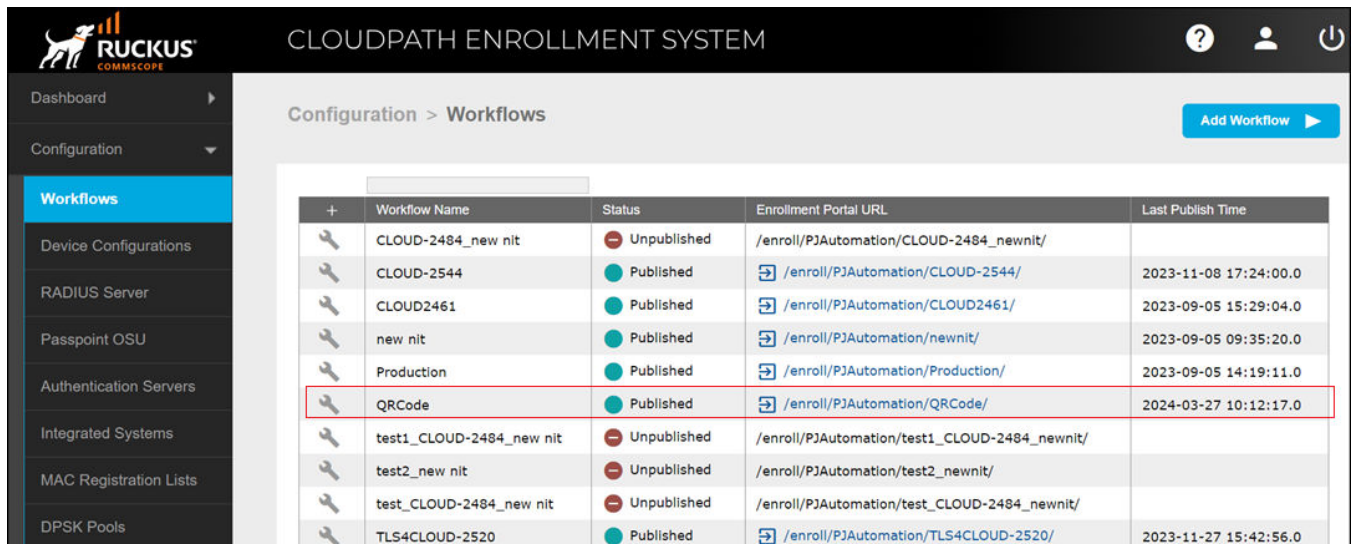 RUCKUS®
COMMSCOPE
CLOUDPATH ENROLLMENT SYSTEM
?
Dashboard
Configuration
Workflows
Device Configurations
RADIUS Server
Passpoint OSU
Authentication Servers
Integrated Systems
MAC Registration Lists
DPSK Pools
Configuration > Workflows
Add Workflow
+ Workflow Name Status Enrollment Portal URL Last Publish Time
CLOUD-2484_new nit Unpublished /enroll/PJAutomation/CLOUD-2484_newnit/
CLOUD-2544 Published /enroll/PJAutomation/CLOUD-2544/ 2023-11-08 17:24:00.0
CLOUD2461 Published /enroll/PJAutomation/CLOUD2461/ 2023-09-05 15:29:04.0
new nit Published /enroll/PJAutomation/newnit/ 2023-09-05 09:35:20.0
Production Published /enroll/PJAutomation/Production/ 2023-09-05 14:19:11.0
QRCode Published /enroll/PJAutomation/QRCode/ 2024-03-27 10:12:17.0
test1_CLOUD-2484_new nit Unpublished /enroll/PJAutomation/test1_CLOUD-2484_newnit/
test2_new nit Unpublished /enroll/PJAutomation/test2_newnit/
test_CLOUD-2484_new nit Unpublished /enroll/PJAutomation/test_CLOUD-2484_newnit/
TLS4CLOUD-2520 Published /enroll/PJAutomation/TLS4CLOUD-2520/ 2023-11-27 15:42:56.0